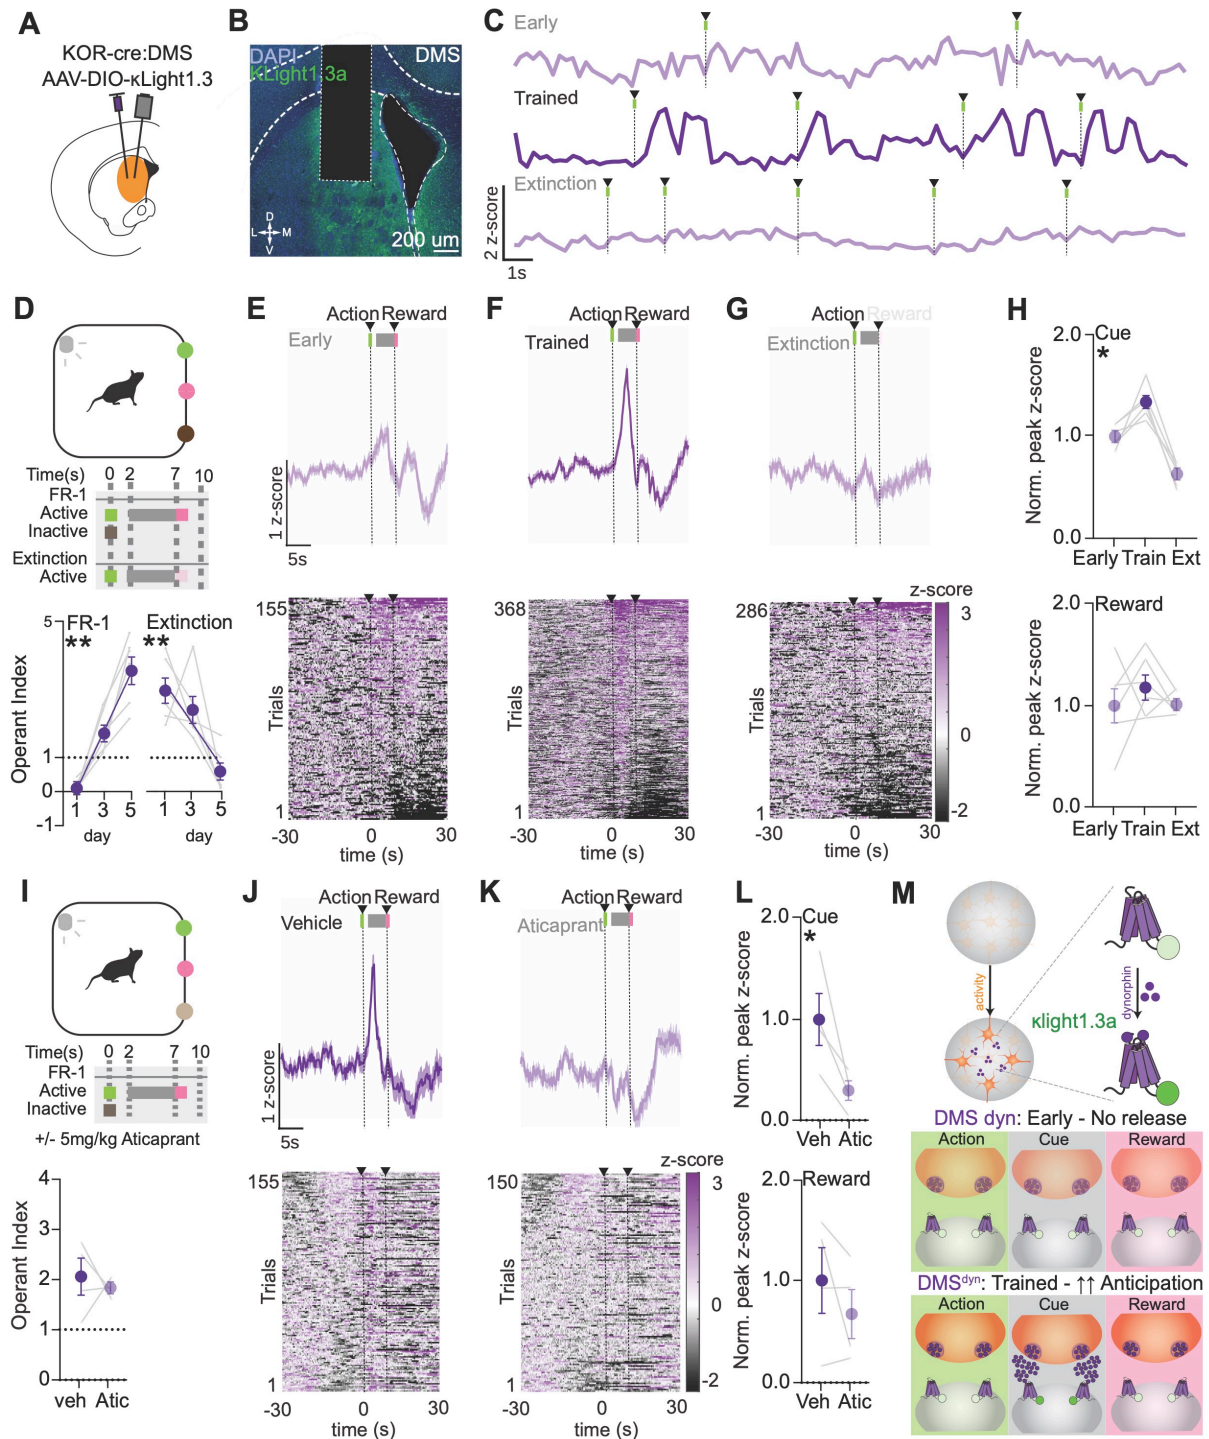 A
KOR-cre:DMS
AAV-DIO-κLight1.3
B
DAPI
DMS
KLight1.3a
D
L M
V
200 um
C
Early
Trained
Extinction
2 z-score
1s
D
Time(s) 0 2 7 10
FR-1
Active
Inactive
Extinction
Active
FR-1
**
Extinction
**
Operant Index
5
1
0
-1
1 3 5
1 3 5
day
day
E
Action Reward
Early
1 z-score
5s
155
Trials
1
-30 0 30
time (s)
F
Action Reward
Trained
368
Trials
1
-30 0 30
time (s)
G
Action Reward
Extinction
286
Trials
1
-30 0 30
time (s)
z-score
3
0
-2
H
Cue
*
Norm. peak z-score
2.0
1.0
0.0
Early Train Ext
Reward
Norm. peak z-score
2.0
1.0
0.0
Early Train Ext
I
Time(s) 0 2 7 10
FR-1
Active
Inactive
+/- 5mg/kg Aticaprant
Operant Index
4
3
2
1
0
veh Atic
J
Action Reward
Vehicle
1 z-score
5s
155
Trials
1
-30 0 30
time (s)
K
Action Reward
Aticaprant
150
Trials
1
-30 0 30
time (s)
z-score
3
0
-2
L
Cue
*
Norm. peak z-score
2.0
1.0
0.0
Veh Atic
Reward
Norm. peak z-score
2.0
1.0
0.0
Veh Atic
M
activity
dynorphin
κlight1.3a
DMS dyn: Early - No release
Action Cue Reward
DMSdyn: Trained - ↑↑ Anticipation
Action Cue Reward